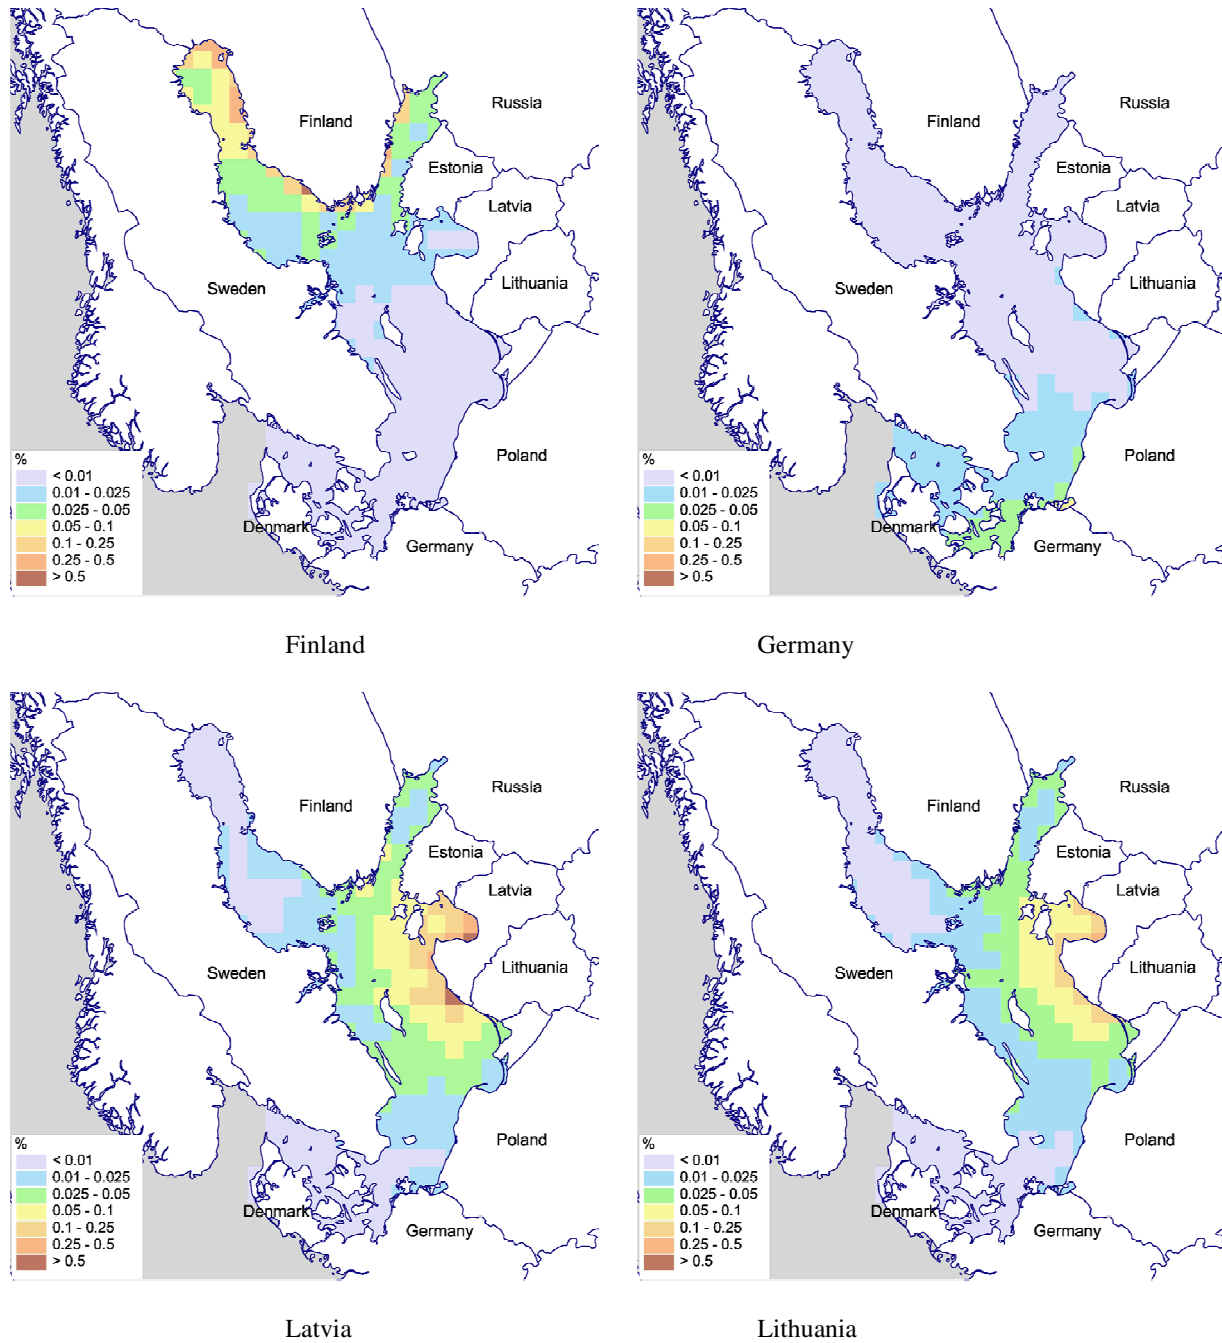 Finland
Russia
Estonia
Latvia
Lithuania
Sweden
Poland
Denmark
Germany
%
< 0.01
0.01 - 0.025
0.025 - 0.05
0.05 - 0.1
0.1 - 0.25
0.25 - 0.5
> 0.5
Finland
Russia
Estonia
Latvia
Lithuania
Sweden
Poland
Denmark
Germany
%
< 0.01
0.01 - 0.025
0.025 - 0.05
0.05 - 0.1
0.1 - 0.25
0.25 - 0.5
> 0.5
Finland
Germany
Finland
Russia
Estonia
Latvia
Lithuania
Sweden
Poland
Denmark
Germany
%
< 0.01
0.01 - 0.025
0.025 - 0.05
0.05 - 0.1
0.1 - 0.25
0.25 - 0.5
> 0.5
Finland
Russia
Estonia
Latvia
Lithuania
Sweden
Poland
Denmark
Germany
%
< 0.01
0.01 - 0.025
0.025 - 0.05
0.05 - 0.1
0.1 - 0.25
0.25 - 0.5
> 0.5
Latvia
Lithuania